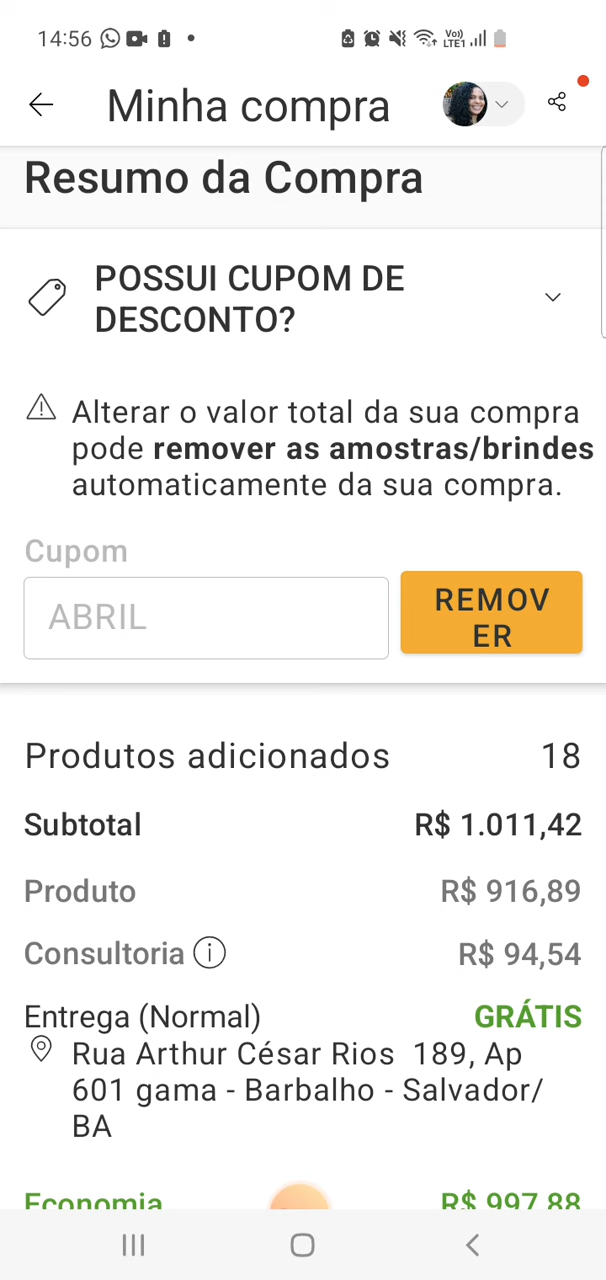 14:56
Vo))
LTE1
Minha compra
Resumo da Compra
POSSUI CUPOM DE
DESCONTO?
Alterar o valor total da sua compra
pode remover as amostras/brindes
automaticamente da sua compra.
Cupom
ABRIL
REMOV
ER
Produtos adicionados 18
Subtotal R$ 1.011,42
Produto R$ 916,89
Consultoria R$ 94,54
Entrega (Normal) GRÁTIS
Rua Arthur César Rios 189, Ap
601 gama - Barbalho - Salvador/
BA
Economia R$ 997,88